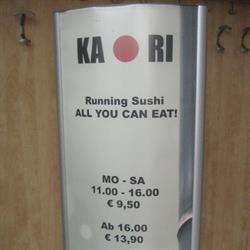 KA RI
Running Sushi
ALL YOU CAN EAT!
MO - SA
11.00 - 16.00
€ 9,50
Ab 16.00
€ 13,90